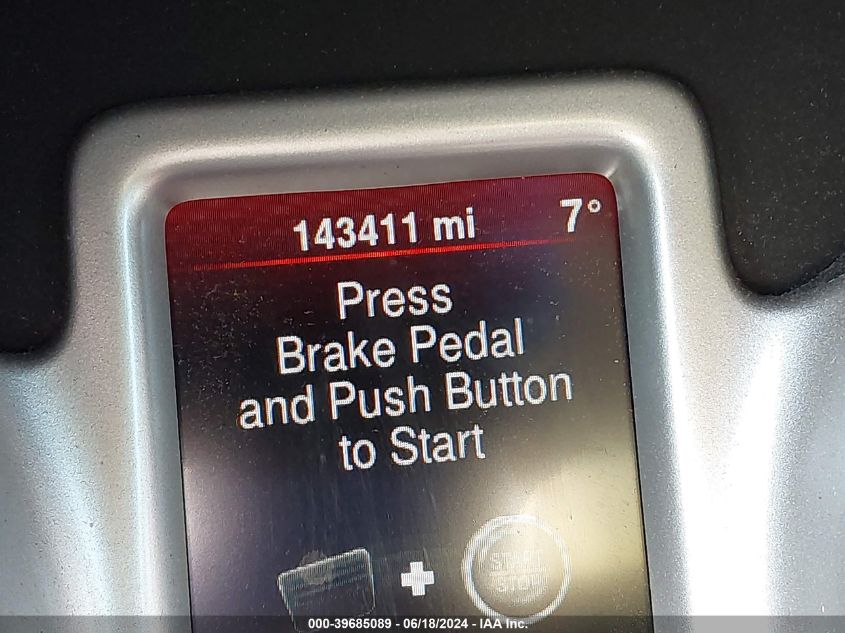 143411 mi 7°
Press
Brake Pedal
and Push Button
to Start
START
STOP
000-39685089 - 06/18/2024 - IAA Inc.